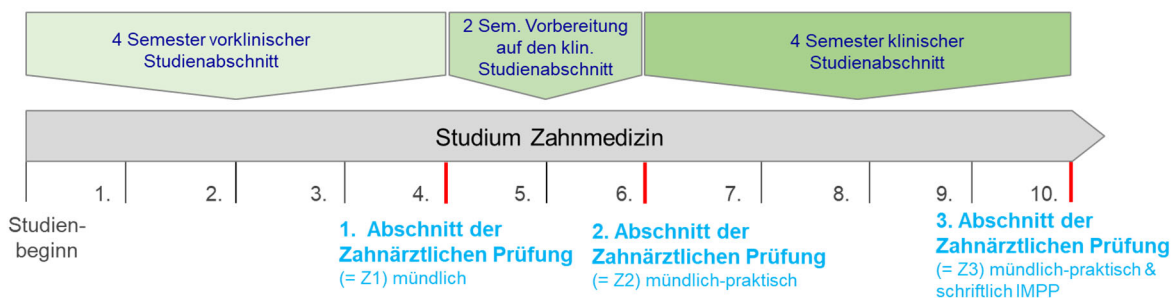 4 Semester vorklinischer
Studienabschnitt
2 Sem. Vorbereitung
auf den klin.
Studienabschnitt
4 Semester klinischer
Studienabschnitt
Studium Zahnmedizin
1.
2.
3.
4.
5.
6.
7.
8.
9.
10.
Studien-
beginn
1. Abschnitt der
Zahnärztlichen Prüfung
(= Z1) mündlich
2. Abschnitt der
Zahnärztlichen Prüfung
(= Z2) mündlich-praktisch
3. Abschnitt der
Zahnärztlichen Prüfung
(= Z3) mündlich-praktisch &
schriftlich IMPP